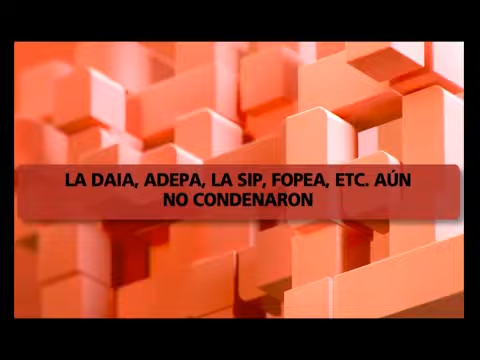 LA DAIA, ADEPA, LA SIP, FOPEA, ETC. AÚN
NO CONDENARON